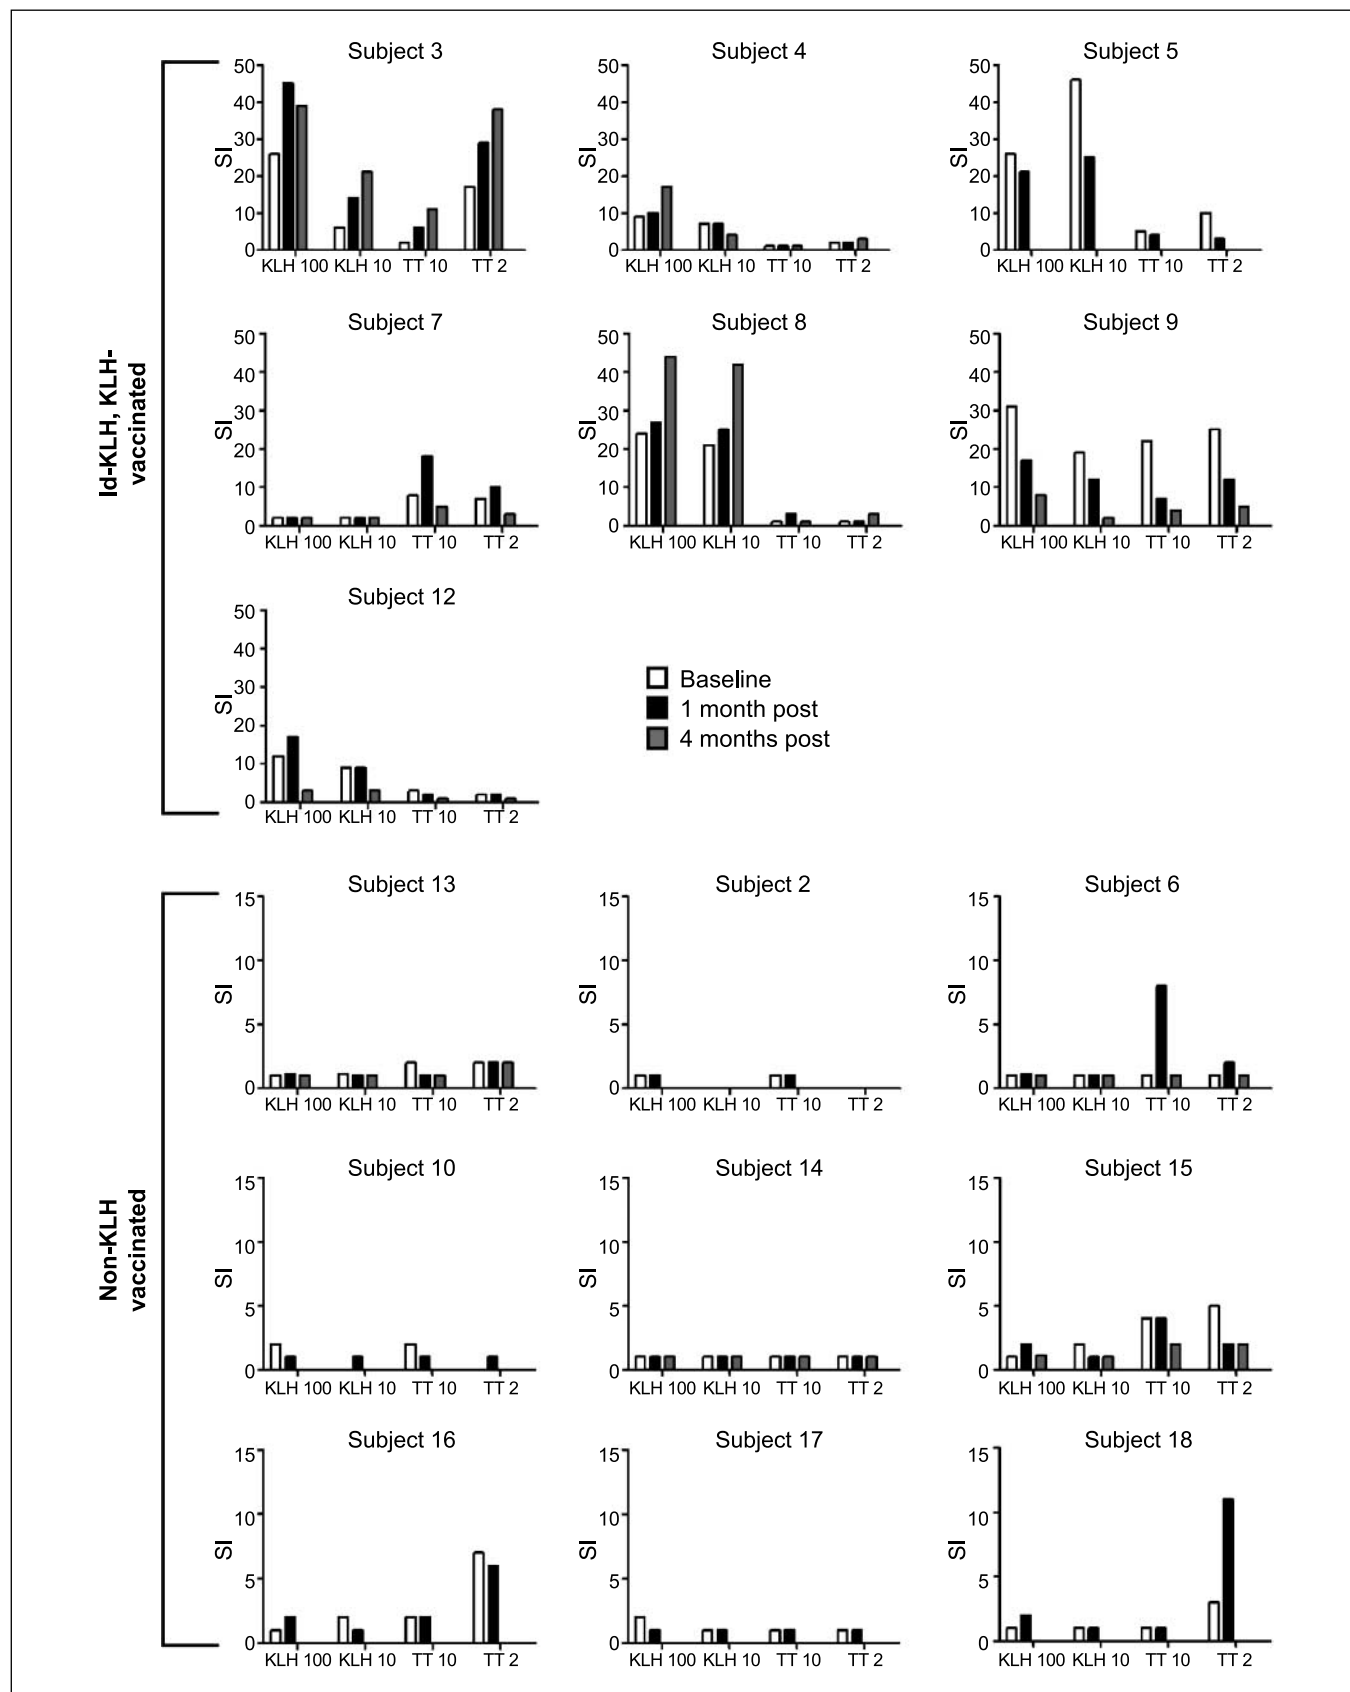 Id-KLH, KLH-
vaccinated
Subject 3
50
40
30
20
10
0
SI
KLH 100 KLH 10 TT 10 TT 2
Subject 4
50
40
30
20
10
0
SI
KLH 100 KLH 10 TT 10 TT 2
Subject 5
50
40
30
20
10
0
SI
KLH 100 KLH 10 TT 10 TT 2
Subject 7
50
40
30
20
10
0
SI
KLH 100 KLH 10 TT 10 TT 2
Subject 8
50
40
30
20
10
0
SI
KLH 100 KLH 10 TT 10 TT 2
Subject 9
50
40
30
20
10
0
SI
KLH 100 KLH 10 TT 10 TT 2
Subject 12
50
40
30
20
10
0
SI
KLH 100 KLH 10 TT 10 TT 2
Baseline
1 month post
4 months post
Non-KLH
vaccinated
Subject 13
15
10
5
0
SI
KLH 100 KLH 10 TT 10 TT 2
Subject 2
15
10
5
0
SI
KLH 100 KLH 10 TT 10 TT 2
Subject 6
15
10
5
0
SI
KLH 100 KLH 10 TT 10 TT 2
Subject 10
15
10
5
0
SI
KLH 100 KLH 10 TT 10 TT 2
Subject 14
15
10
5
0
SI
KLH 100 KLH 10 TT 10 TT 2
Subject 15
15
10
5
0
SI
KLH 100 KLH 10 TT 10 TT 2
Subject 16
15
10
5
0
SI
KLH 100 KLH 10 TT 10 TT 2
Subject 17
15
10
5
0
SI
KLH 100 KLH 10 TT 10 TT 2
Subject 18
15
10
5
0
SI
KLH 100 KLH 10 TT 10 TT 2